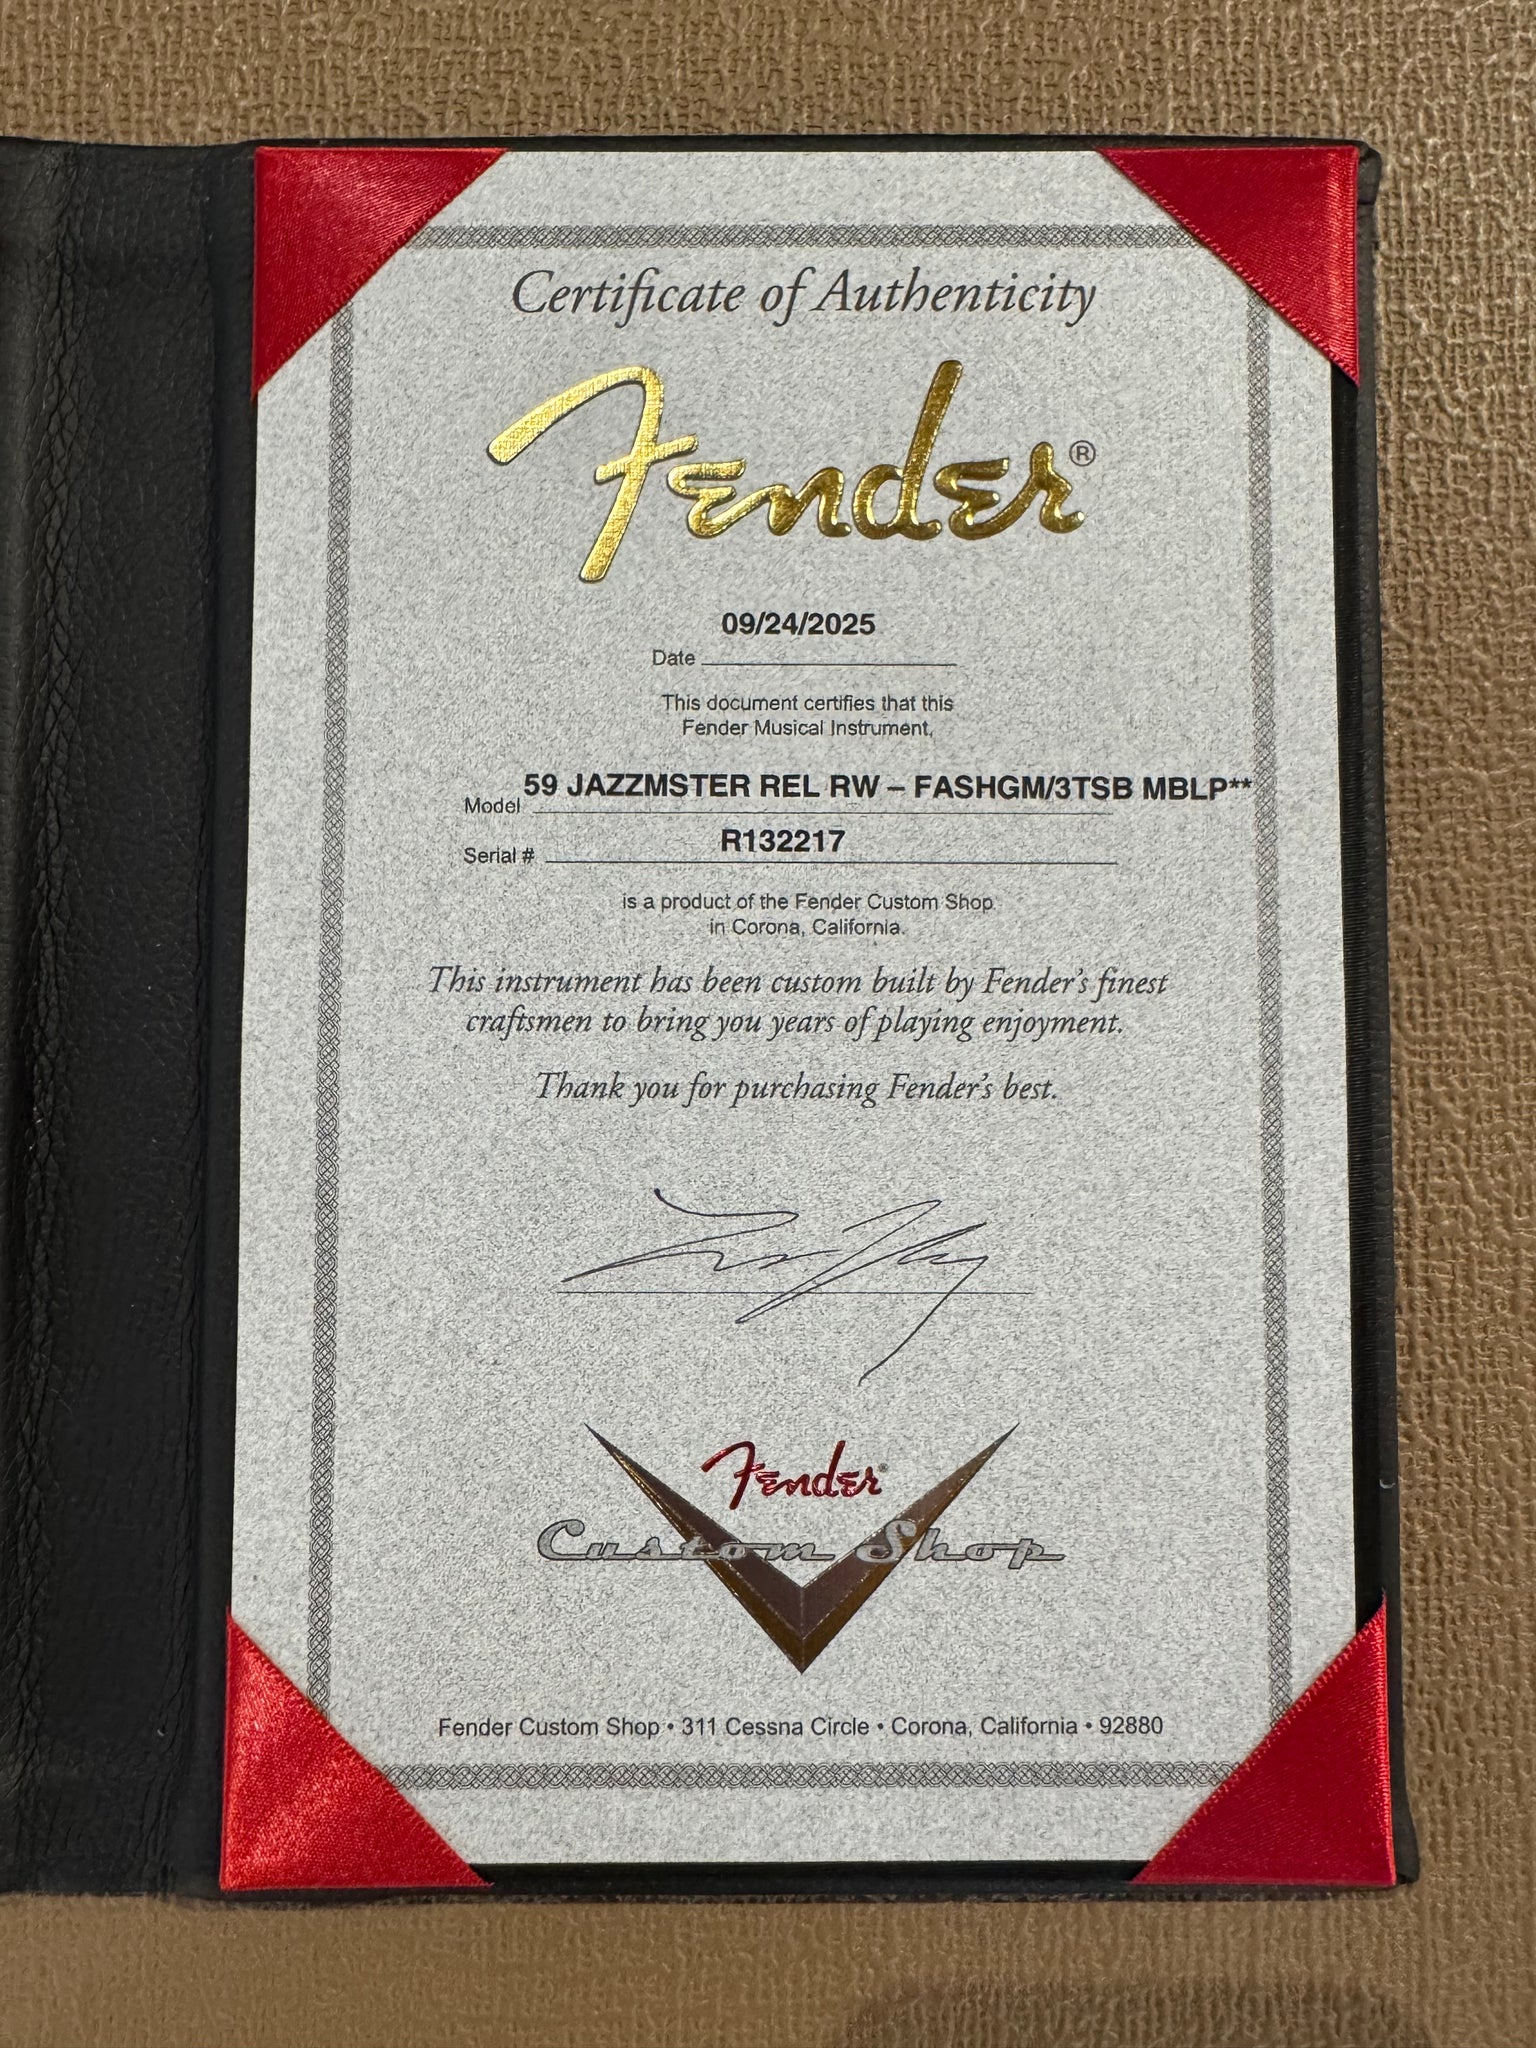 Certificate of Authenticity
Fender®
09/24/2025
Date
This document certifies that this
Fender Musical Instrument,
59 JAZZMSTER REL RW – FASHGM/3TSB MBLP**
Model
R132217
Serial #
is a product of the Fender Custom Shop
in Corona, California.
This instrument has been custom built by Fender's finest
craftsmen to bring you years of playing enjoyment.
Thank you for purchasing Fender's best.
Fender®
Custom Shop
Fender Custom Shop • 311 Cessna Circle • Corona, California • 92880